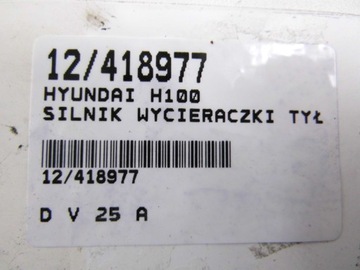 12/418977
HYUNDAI H100
SILNIK WYCIERACZKI TYŁ
12/418977
D V 25 A